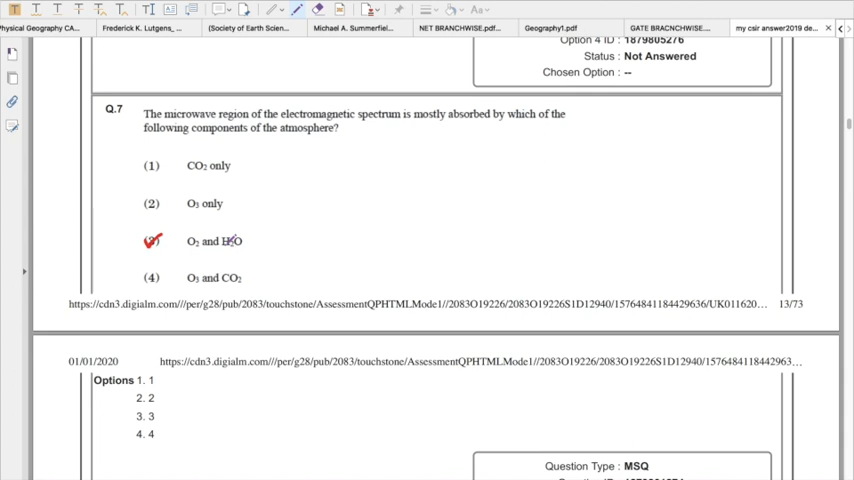 Physical Geography CA...
Frederick K. Lutgens,_ ...
(Society of Earth Scien...
Michael A. Summerfiel...
NET BRANCHWISE.pdf...
Geography1.pdf
GATE BRACNCHWISE....
my csir answer2019 de...
Option 4 ID : 1879805276
Status : Not Answered
Chosen Option : --
Q.7
The microwave region of the electromagnetic spectrum is mostly absorbed by which of the
following components of the atmosphere?
(1) CO₂ only
(2) O₃ only
(3) O₂ and H₂O
(4) O₃ and CO₂
https://cdn3.digialm.com///per/g28/pub/2083/touchstone/AssessmentQPHTMLMode1//2083O19226/2083O19226S1D12940/15764841184429636/UK011620... 13/73
01/01/2020 https://cdn3.digialm.com///per/g28/pub/2083/touchstone/AssessmentQPHTMLMode1//2083O19226/2083O19226S1D12940/1576484118442963...
Options 1. 1
2. 2
3. 3
4. 4
Question Type : MSQ